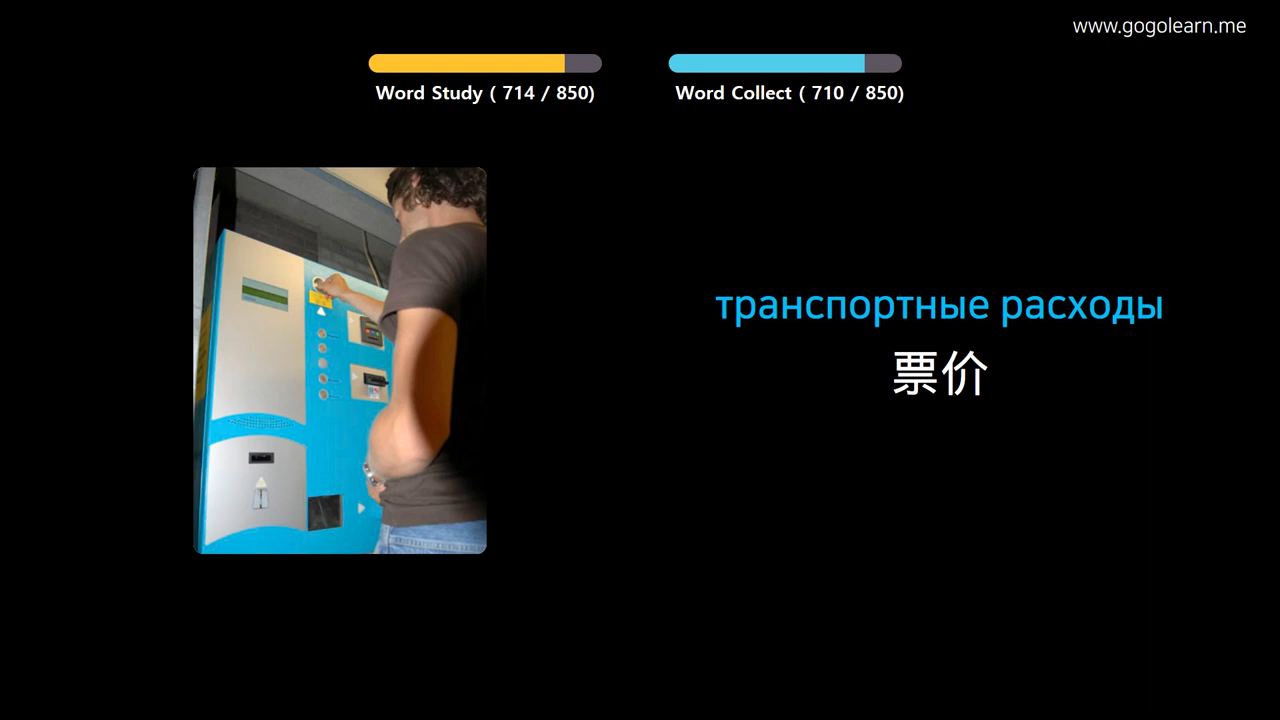 www.gogolearn.me
Word Study ( 714 / 850)
Word Collect ( 710 / 850)
транспортные расходы
票价